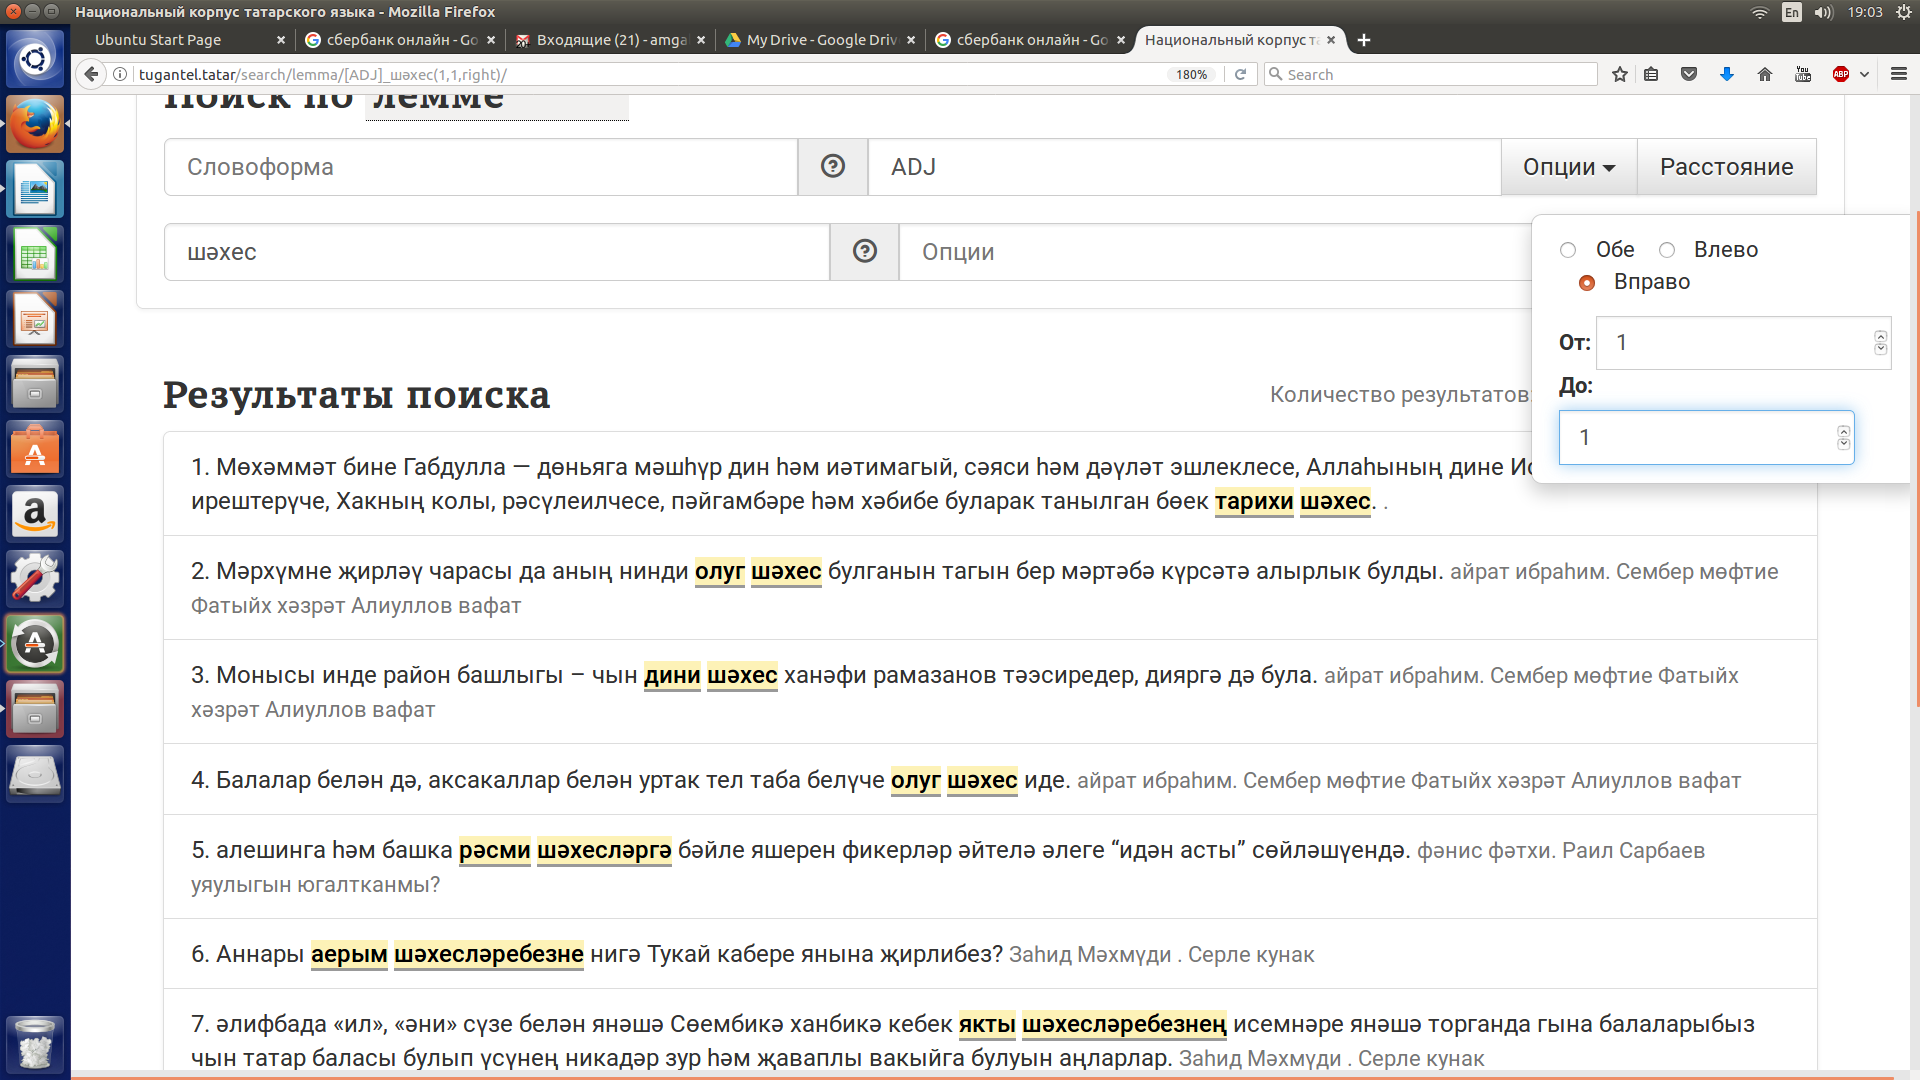 Национальный корпус татарского языка - Mozilla Firefox
En
19:03
Ubuntu Start Page
сбербанк онлайн - Go
Входящие (21) - amga
My Drive - Google Driv
сбербанк онлайн - Go
Национальный корпус та
tugantel.tatar/search/lemma/[ADJ]_шәхес(1,1,right)/
180%
Search
You Tube
ABP
Поиск по лемме
Словоформа
ADJ
Опции
Расстояние
шәхес
Опции
Обе
Влево
Вправо
От: 1
До:
1
Результаты поиска
Количество результатов:
1. Мөхәммәт бине Габдулла — дөньяга мәшһүр дин һәм иҗтимагый, сәяси һәм дәүләт эшлеклесе, Аллаһының дине Ис
ирештерүче, Хакның колы, рәсүлеилчесе, пәйгамбәре һәм хәбибе буларак танылган бөек тарихи шәхес. .
2. Мәрхүмне җирләү чарасы да аның нинди олуг шәхес булганын тагын бер мәртәбә күрсәтә алырлык булды. айрат ибраһим. Сембер мөфтие
Фатыйх хәзрәт Алиуллов вафат
3. Монысы инде район башлыгы – чын дини шәхес ханәфи рамазанов тәэсиредер, дияргә дә була. айрат ибраһим. Сембер мөфтие Фатыйх
хәзрәт Алиуллов вафат
4. Балалар белән дә, аксакаллар белән уртак тел таба белүче олуг шәхес иде. айрат ибраһим. Сембер мөфтие Фатыйх хәзрәт Алиуллов вафат
5. алешинга һәм башка рәсми шәхесләргә бәйле яшерен фикерләр әйтелә әлеге “идән асты” сөйләшүендә. фәнис фәтхи. Раил Сарбаев
уяулыгын югалтканмы?
6. Аннары аерым шәхесләребезне нигә Тукай кабере янына җирлибез? Заһид Мәхмүди . Серле кунак
7. әлифбада «ил», «әни» сүзе белән янәшә Сөембикә ханбикә кебек якты шәхесләребезнең исемнәре янәшә торганда гына балаларыбыз
чын татар баласы булып үсүнең никадәр зур һәм җаваплы вакыйга булуын аңларлар. Заһид Мәхмүди . Серле кунак